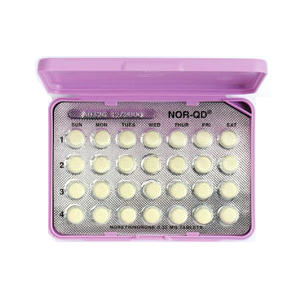 NOR-QD®
SUN MON TUES WED THUR FRI SAT
1
2
3
4
NORETHINDRONE 0.35 MG TABLETS